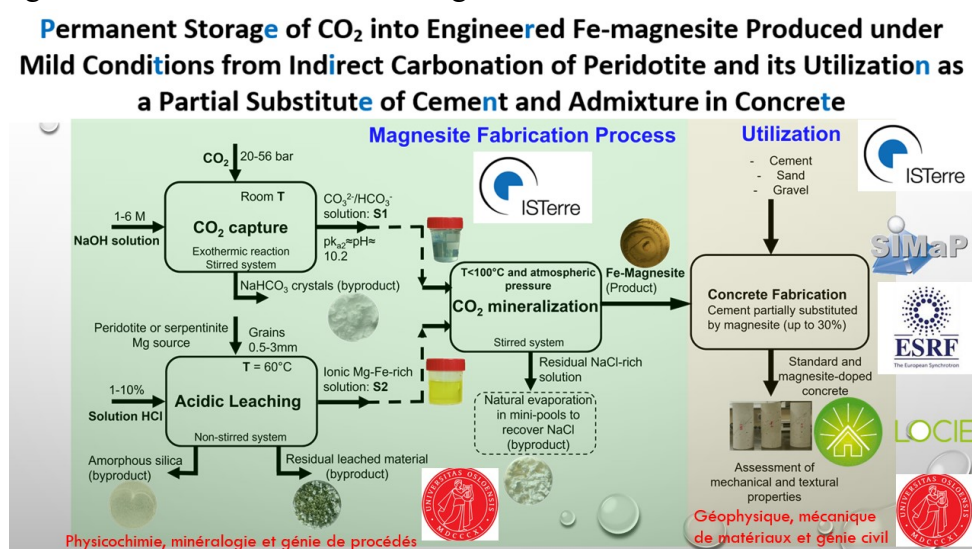 Permanent Storage of CO₂ into Engineered Fe-magnesite Produced under
Mild Conditions from Indirect Carbonation of Peridotite and its Utilization as
a Partial Substitute of Cement and Admixture in Concrete
Magnesite Fabrication Process
Utilization
CO₂
20-56 bar
Room T
CO₂ capture
Exothermic reaction
Stirred system
1-6 M
NaOH solution
CO₃²⁻/HCO₃⁻
solution: S1
pkₐ₂≈pH≈
10.2
NaHCO₃ crystals (byproduct)
Peridotite or serpentinite
Mg source
Grains
0.5-3mm
T = 60°C
Acidic Leaching
Non-stirred system
1-10%
Solution HCl
Ionic Mg-Fe-rich
solution: S2
Amorphous silica
(byproduct)
Residual leached material
(byproduct)
ISTerre
T<100°C and atmospheric
pressure
CO₂ mineralization
Stirred system
Fe-Magnesite
(Product)
Residual NaCl-rich
solution
Natural evaporation
in mini-pools to
recover NaCl
(byproduct)
- Cement
- Sand
- Gravel
Concrete Fabrication
Cement partially substituted
by magnesite (up to 30%)
Standard and
magnesite-doped
concrete
Assessment of
mechanical and textural
properties
ISTerre
SIMaP
ESRF
The European Synchrotron
LOCIE
UNIVERSITAS OSLOENSIS
MDCCCXI
UNIVERSITAS OSLOENSIS
MDCCCXI
Physicochimie, minéralogie et génie de procédés
Géophysique, mécanique
de matériaux et génie civil